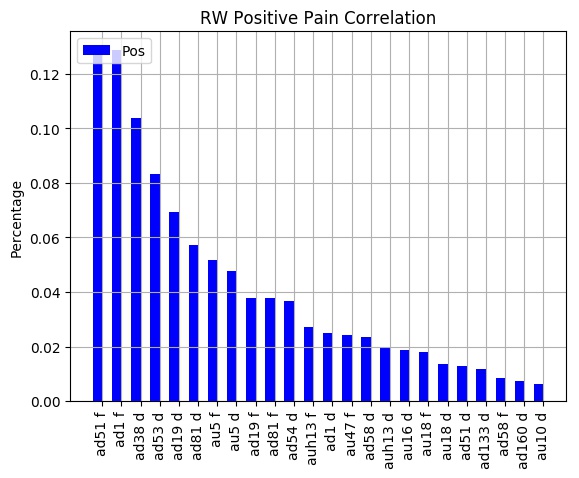 RW Positive Pain Correlation
Pos
Percentage
0.12
0.10
0.08
0.06
0.04
0.02
0.00
ad51 f
ad1 f
ad38 d
ad53 d
ad19 d
ad81 d
au5 f
au5 d
ad19 f
ad81 f
ad54 d
auh13 f
ad1 d
au47 f
ad58 d
auh13 d
au16 d
au18 f
au18 d
ad51 d
ad133 d
ad58 f
ad160 d
au10 d